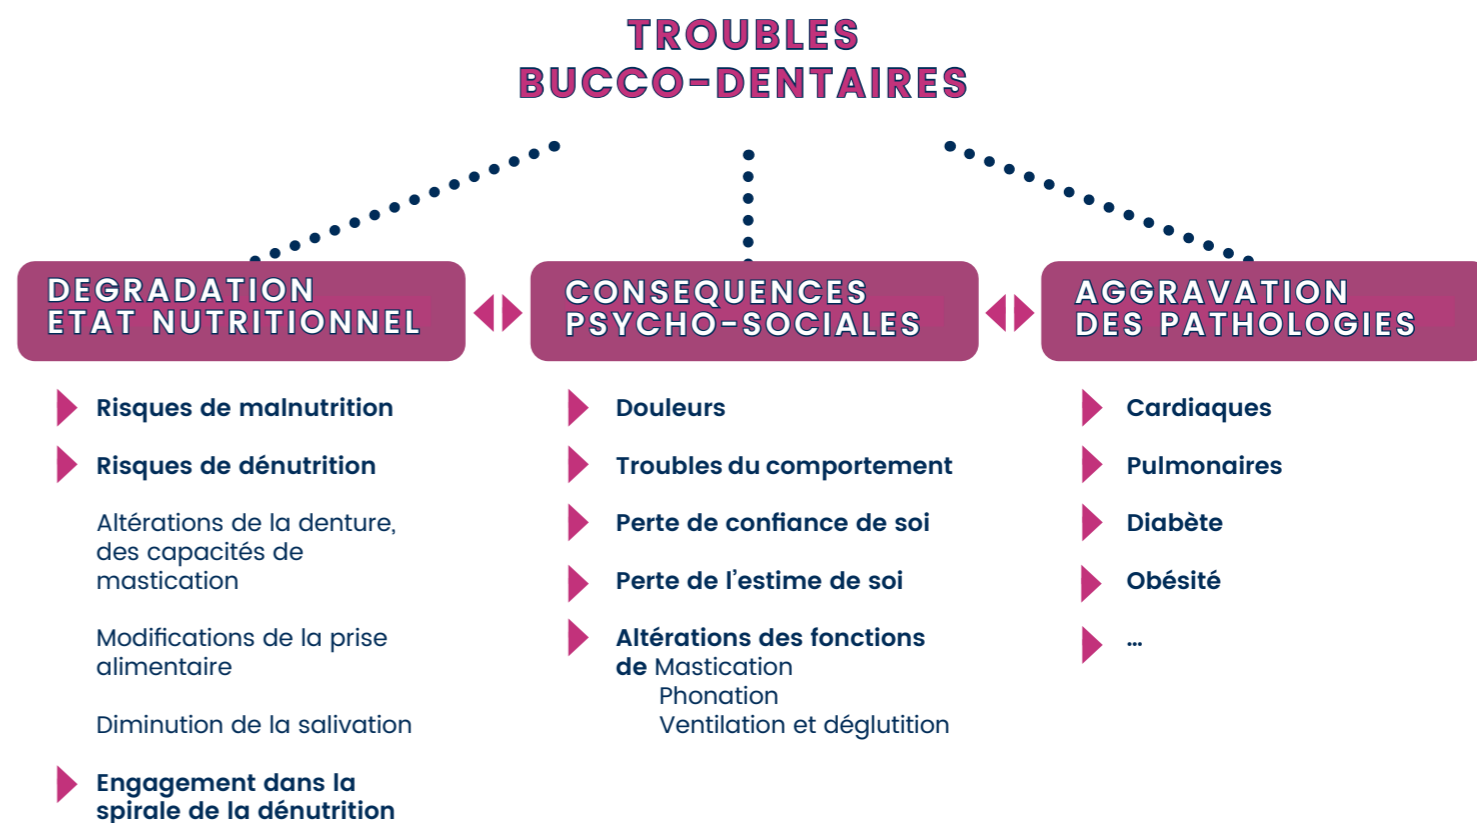 TROUBLES
BUCCO-DENTAIRES
DEGRADATION
ETAT NUTRITIONNEL
Risques de malnutrition
Risques de dénutrition
Altérations de la denture,
des capacités de
mastication
Modifications de la prise
alimentaire
Diminution de la salivation
Engagement dans la
spirale de la dénutrition
CONSEQUENCES
PSYCHO-SOCIALES
Douleurs
Troubles du comportement
Perte de confiance de soi
Perte de l'estime de soi
Altérations des fonctions
de Mastication
Phonation
Ventilation et déglutition
AGGRAVATION
DES PATHOLOGIES
Cardiaques
Pulmonaires
Diabète
Obésité
...